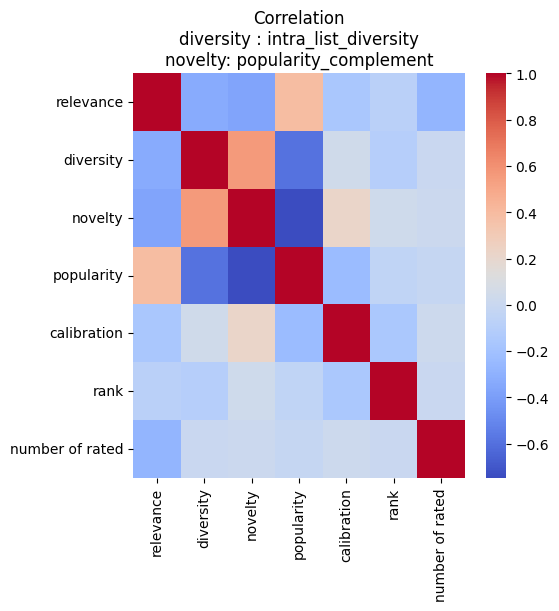 Correlation
diversity : intra_list_diversity
novelty: popularity_complement
relevance
diversity
novelty
popularity
calibration
rank
number of rated
relevance
diversity
novelty
popularity
calibration
rank
number of rated
1.0
0.8
0.6
0.4
0.2
0.0
−0.2
−0.4
−0.6